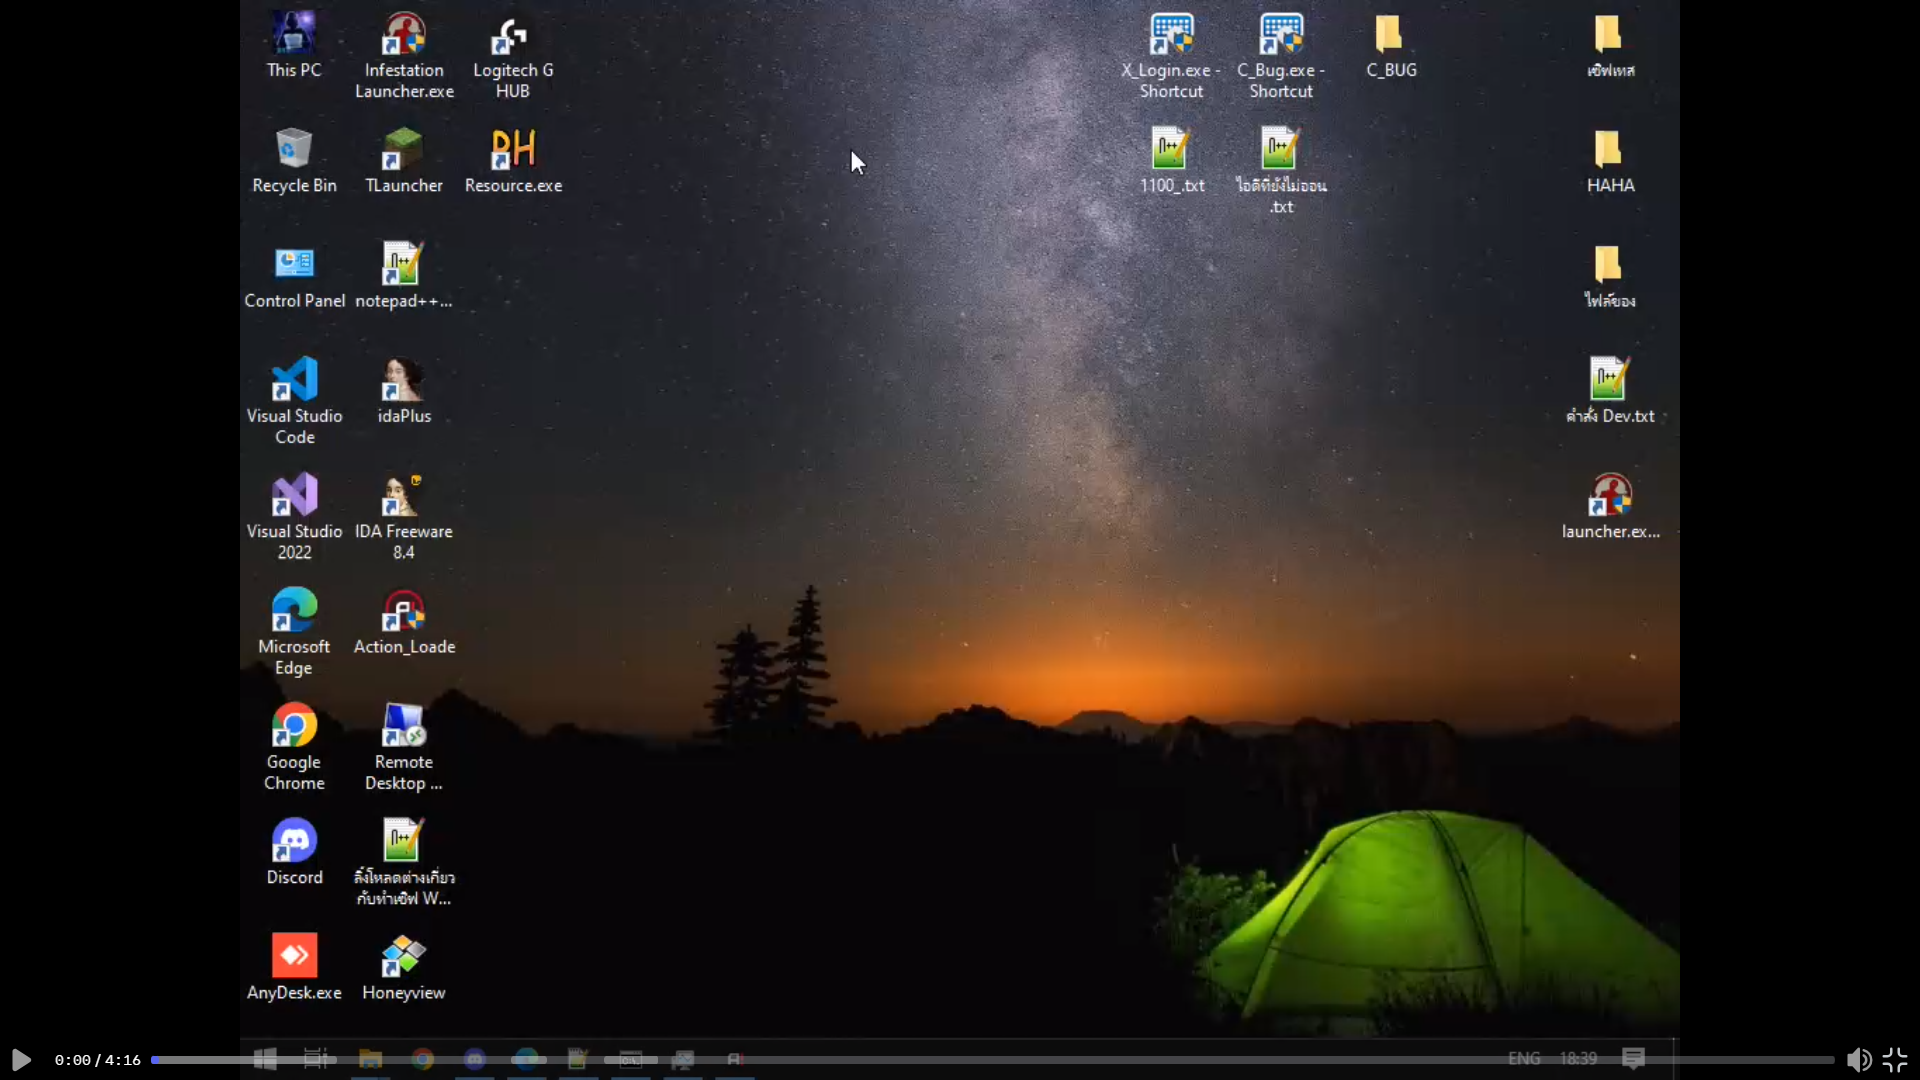 This PC
Infestation
Launcher.exe
Logitech G
HUB
X_Login.exe -
Shortcut
C_Bug.exe -
Shortcut
C_BUG
เซิฟเทส
Recycle Bin
TLauncher
Resource.exe
1100_.txt
ไอดีที่ยังไม่ออน
.txt
HAHA
Control Panel
notepad++...
ไฟล์ของ
Visual Studio
Code
idaPlus
คำสั่ง Dev.txt
Visual Studio
2022
IDA Freeware
8.4
launcher.ex...
Microsoft
Edge
Action_Loade
Google
Chrome
Remote
Desktop ...
Discord
ลิ้งโหลดต่างเกี่ยว
กับทำเซิฟ W...
AnyDesk.exe
Honeyview
0:00 / 4:16
ENG 18:39